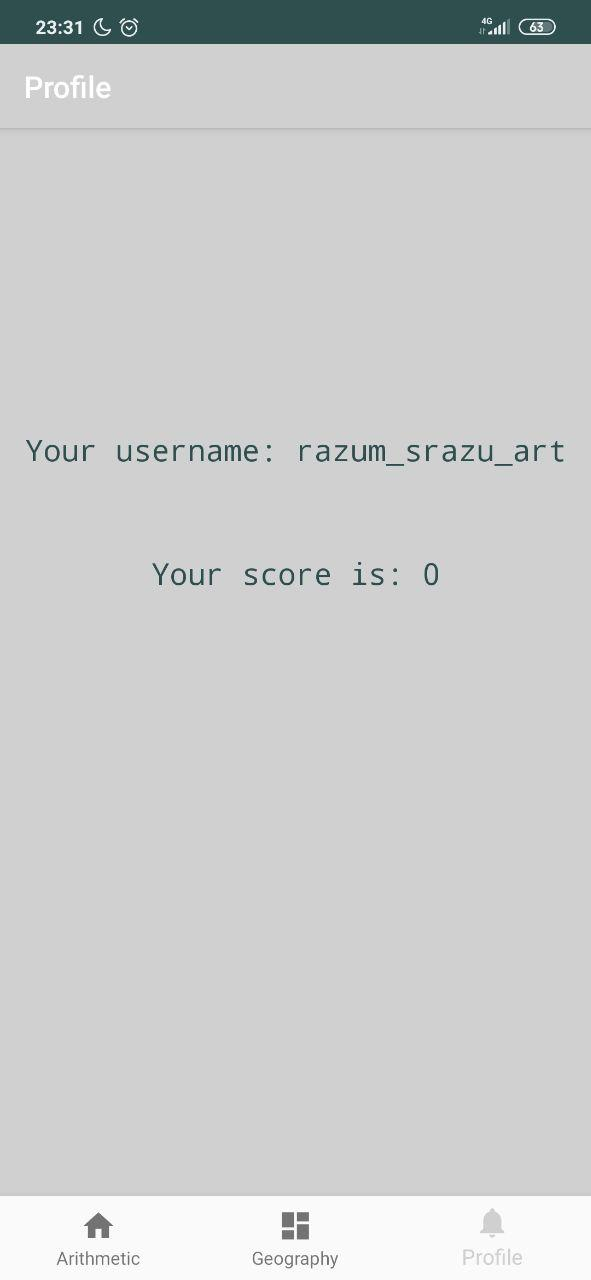 23:31 4G 63
Profile
Your username: razum_srazu_art
Your score is: 0
Arithmetic Geography Profile